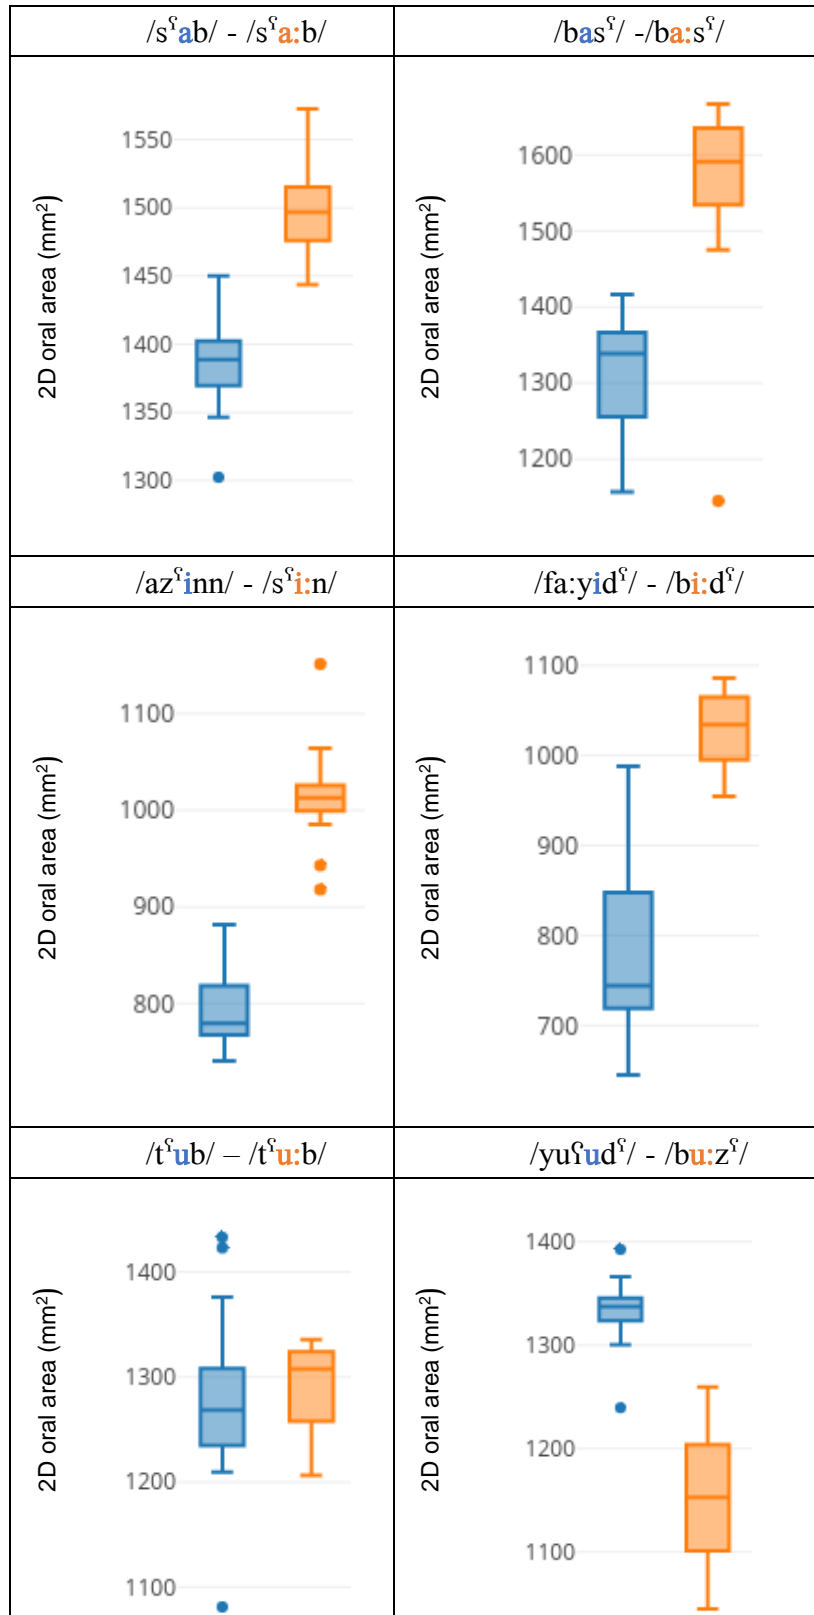 /sˤab/ - /sˤa:b/
/basˤ/ -/ba:sˤ/
2D oral area (mm²)
1550
1500
1450
1400
1350
1300
2D oral area (mm²)
1600
1500
1400
1300
1200
/azˤinn/ - /sˤi:n/
/fa:yidˤ/ - /bi:dˤ/
2D oral area (mm²)
1100
1000
900
800
2D oral area (mm²)
1100
1000
900
800
700
/tˤub/ – /tˤu:b/
/yuʕudˤ/ - /bu:zˤ/
2D oral area (mm²)
1400
1300
1200
1100
2D oral area (mm²)
1400
1300
1200
1100